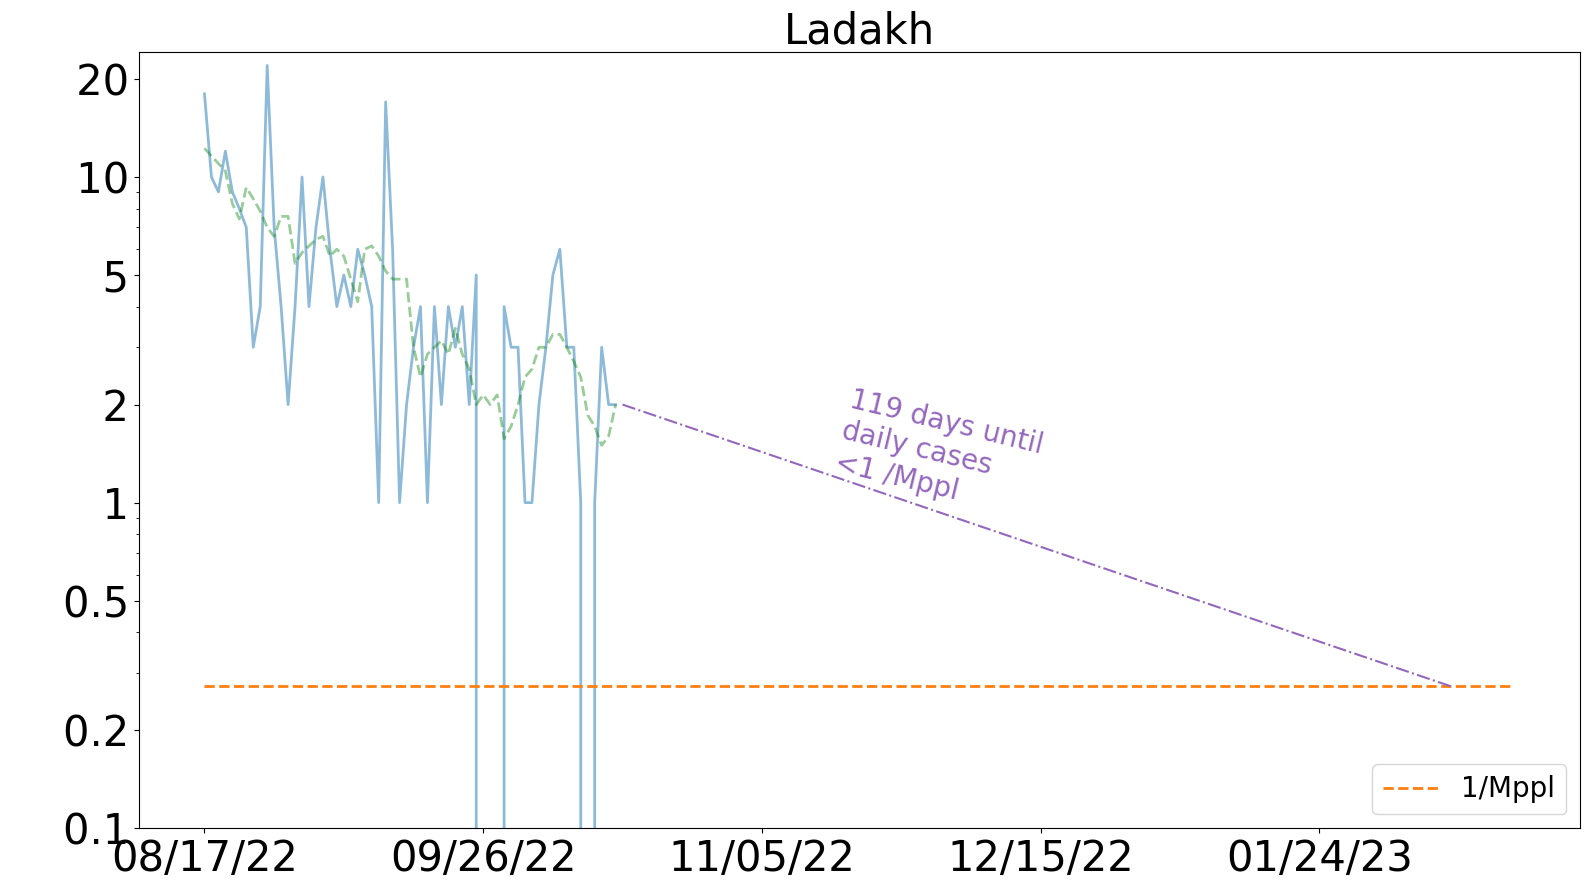 Ladakh
20
10
5
2
1
0.5
0.2
0.1
119 days until
daily cases
<1 /Mppl
1/Mppl
08/17/22
09/26/22
11/05/22
12/15/22
01/24/23